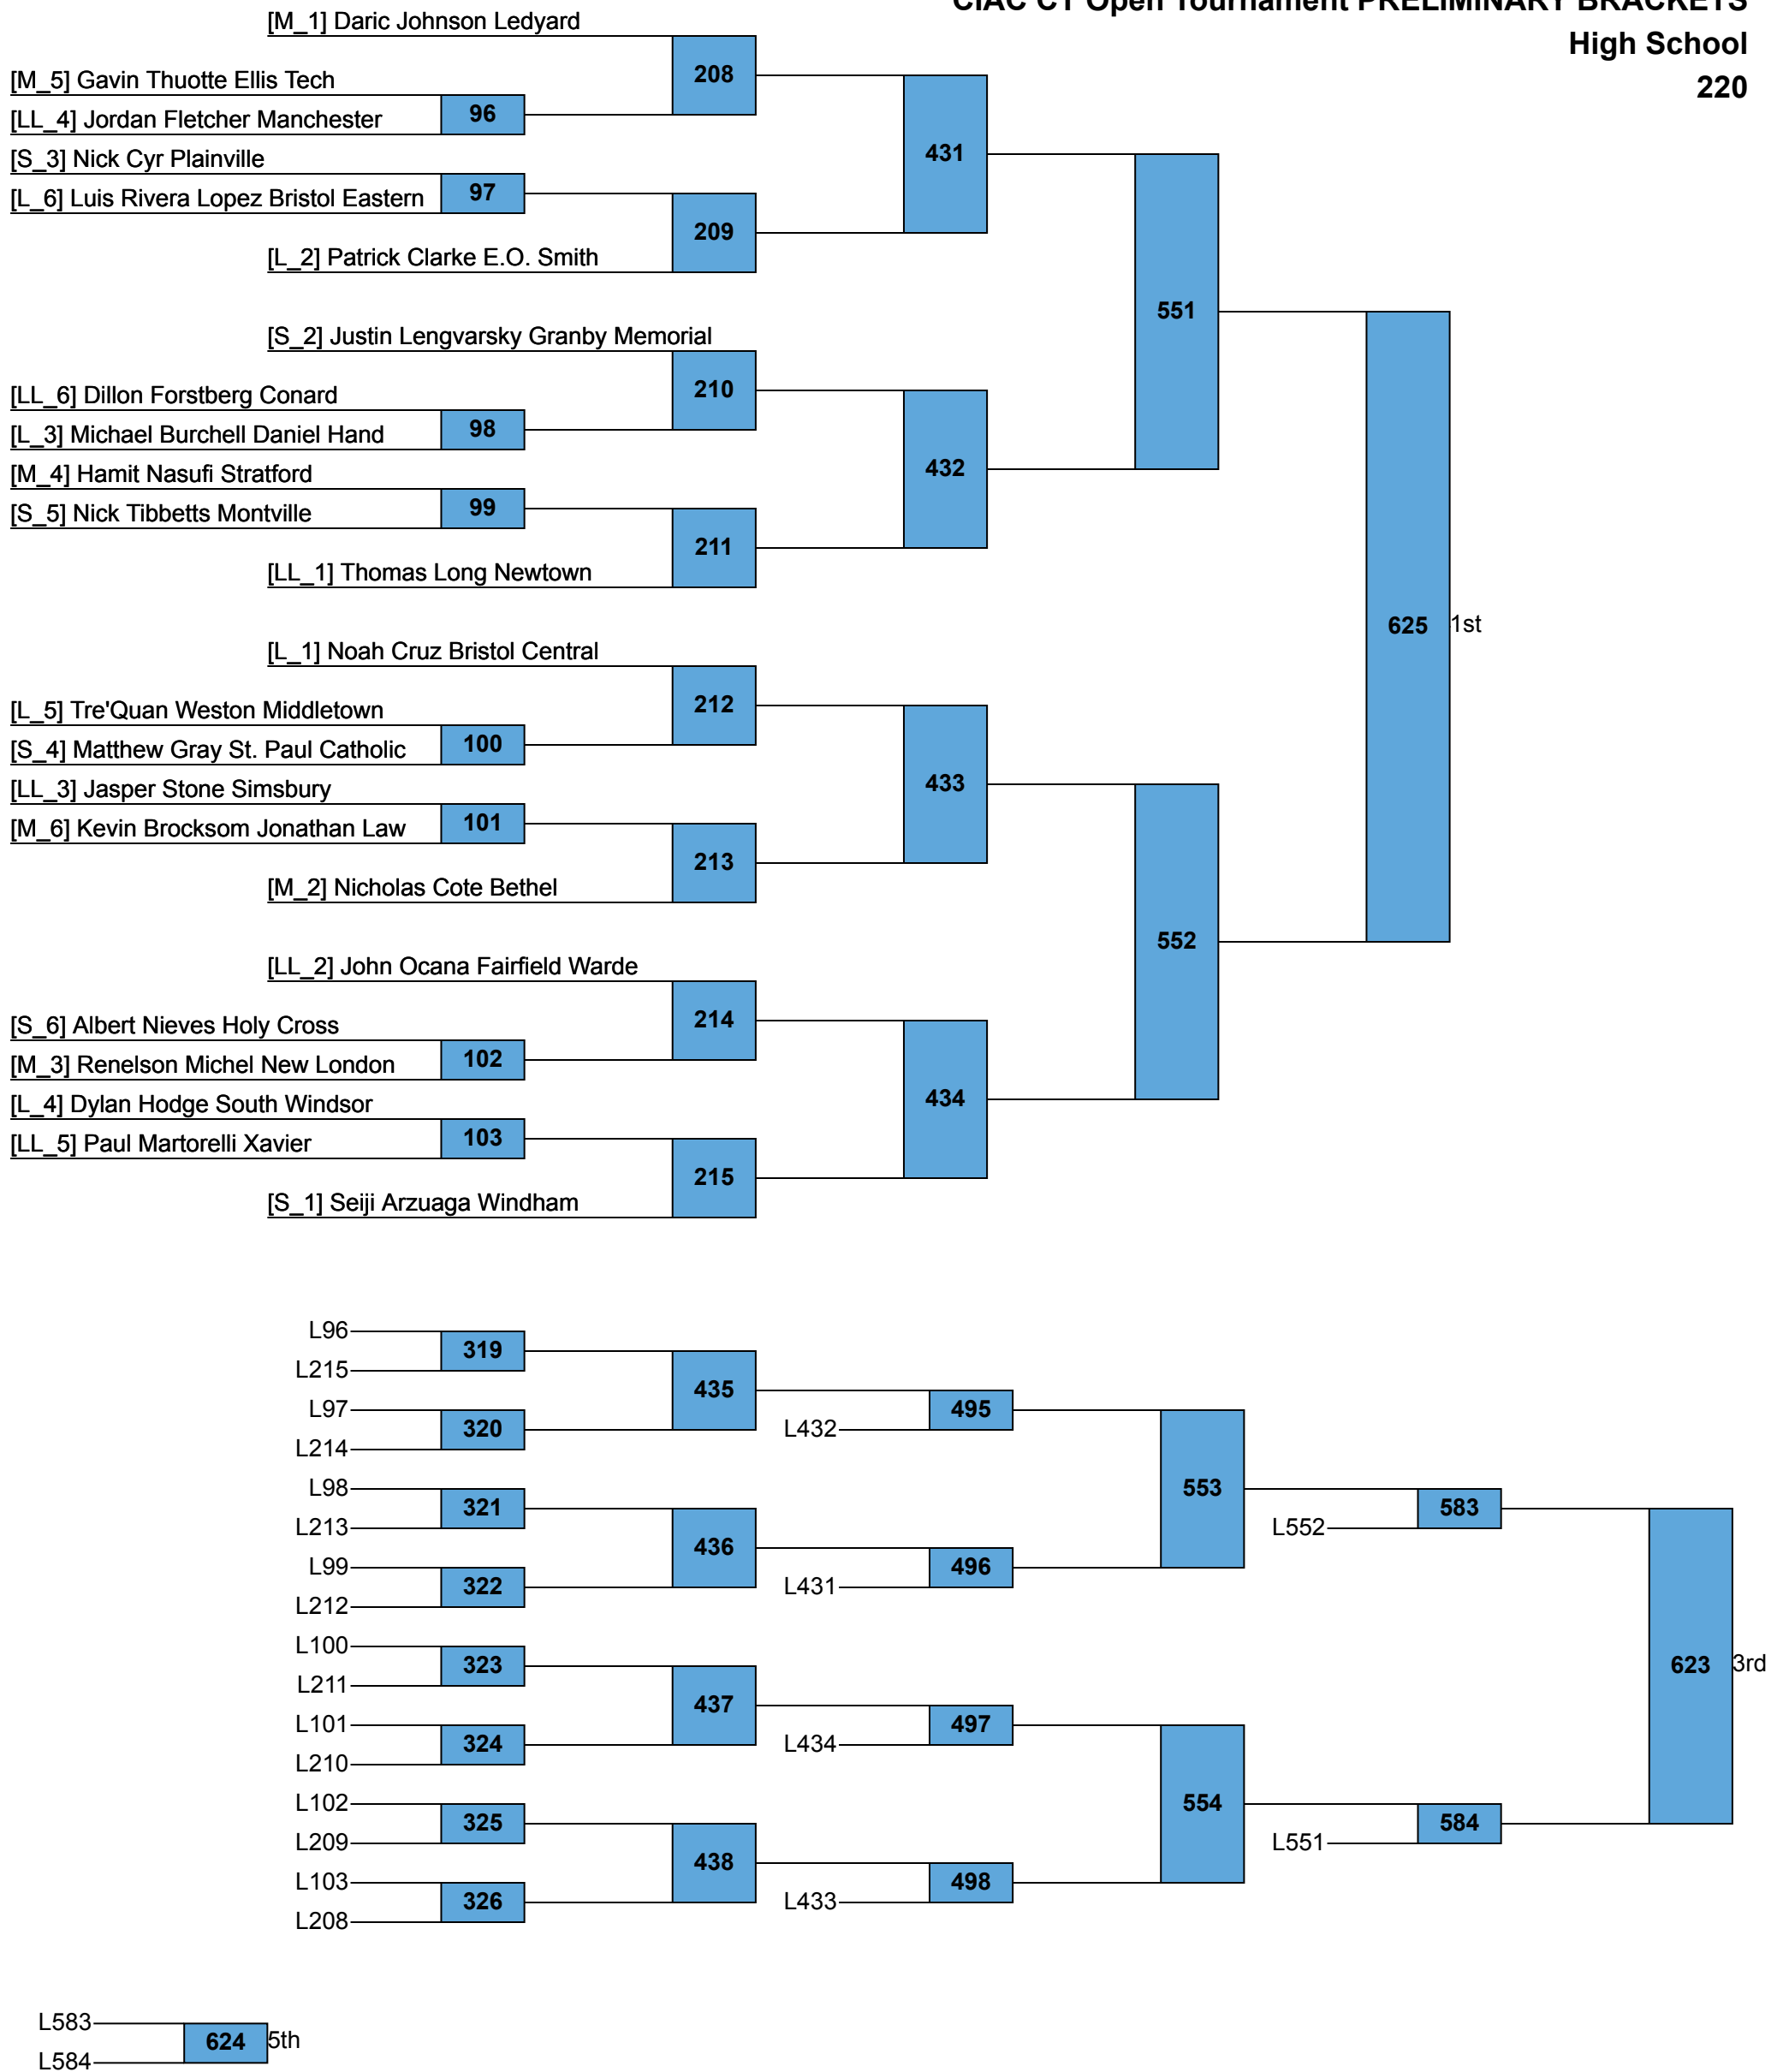 CIAC CT Open Tournament PRELIMINARY BRACKETS
High School
220
[M_1] Daric Johnson Ledyard
208
[M_5] Gavin Thuotte Ellis Tech
96
[LL_4] Jordan Fletcher Manchester
431
[S_3] Nick Cyr Plainville
97
[L_6] Luis Rivera Lopez Bristol Eastern
209
[L_2] Patrick Clarke E.O. Smith
551
[S_2] Justin Lengvarsky Granby Memorial
210
[LL_6] Dillon Forstberg Conard
98
[L_3] Michael Burchell Daniel Hand
432
[M_4] Hamit Nasufi Stratford
99
[S_5] Nick Tibbetts Montville
211
[LL_1] Thomas Long Newtown
625 1st
[L_1] Noah Cruz Bristol Central
212
[L_5] Tre'Quan Weston Middletown
100
[S_4] Matthew Gray St. Paul Catholic
433
[LL_3] Jasper Stone Simsbury
101
[M_6] Kevin Brocksom Jonathan Law
213
[M_2] Nicholas Cote Bethel
552
[LL_2] John Ocana Fairfield Warde
214
[S_6] Albert Nieves Holy Cross
102
[M_3] Renelson Michel New London
434
[L_4] Dylan Hodge South Windsor
103
[LL_5] Paul Martorelli Xavier
215
[S_1] Seiji Arzuaga Windham
L96
319
L215
435
L97
495
320
L432
L214
L98
553
321
583
L213
L552
436
L99
496
322
L431
L212
L100
323
L211
623 3rd
437
L101
497
324
L434
L210
L102
554
325
584
L209
L551
438
L103
498
326
L433
L208
L583
624 5th
L584